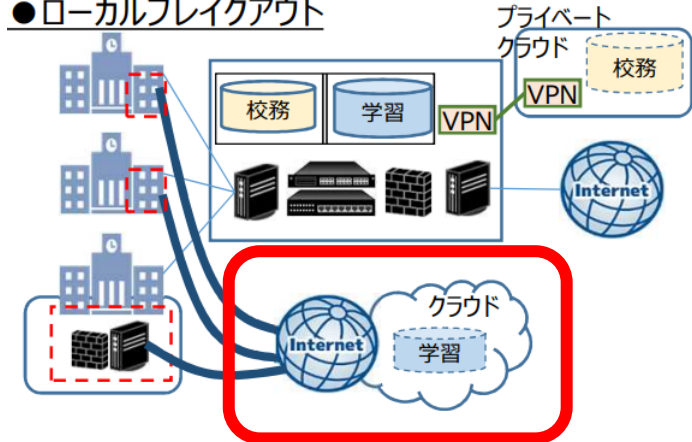 ●ローカルブレイクアウト
プライベート
クラウド
校務
校務
学習
VPN
VPN
Internet
クラウド
Internet
学習